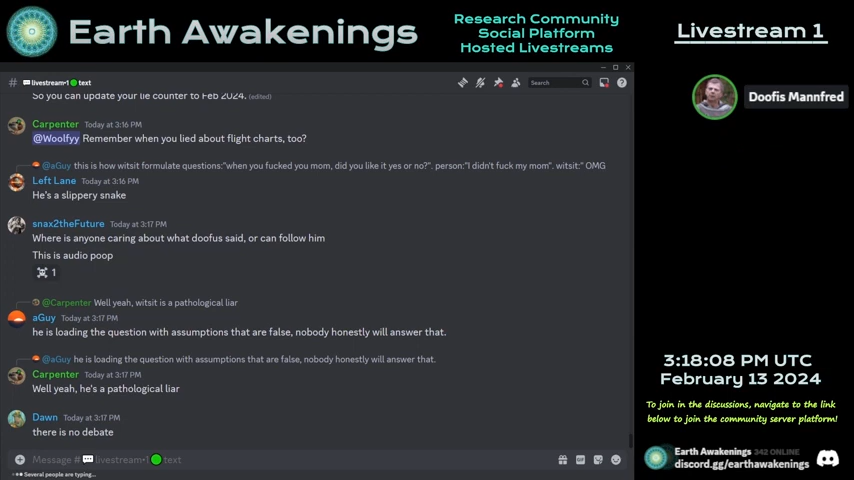 Earth Awakenings
Research Community
Social Platform
Hosted Livestreams
Livestream 1
# livestream-1 text
Search
So you can update your lie counter to Feb 2024. (edited)
Carpenter Today at 3:16 PM
@Woolfyy Remember when you lied about flight charts, too?
@aGuy this is how witsit formulate questions:"when you fucked you mom, did you like it yes or no?". person:"I didn't fuck my mom". witsit:" OMG
Left Lane Today at 3:16 PM
He's a slippery snake
snax2theFuture Today at 3:17 PM
Where is anyone caring about what doofus said, or can follow him
This is audio poop
1
@Carpenter Well yeah, witsit is a pathological liar
aGuy Today at 3:17 PM
he is loading the question with assumptions that are false, nobody honestly will answer that.
@aGuy he is loading the question with assumptions that are false, nobody honestly will answer that.
Carpenter Today at 3:17 PM
Well yeah, he's a pathological liar
Dawn Today at 3:17 PM
there is no debate
Message # livestream-1 text
GIF
Several people are typing...
Doofis Mannfred
3:18:08 PM UTC
February 13 2024
To join in the discussions, navigate to the link
below to join the community server platform!
Earth Awakenings 342 ONLINE
discord.gg/earthawakenings